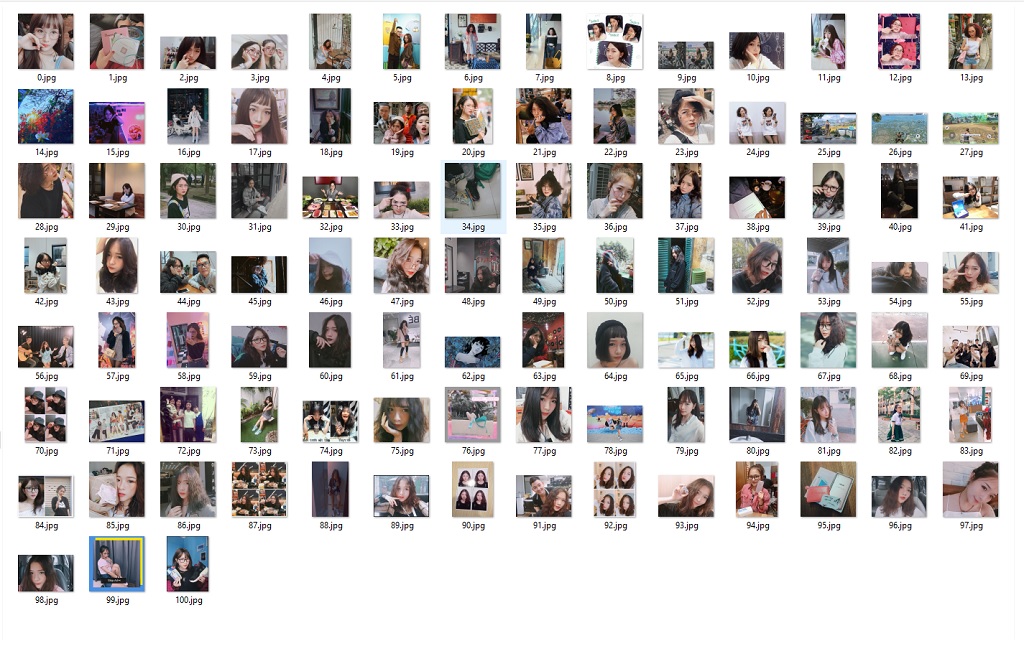 0.jpg 1.jpg 2.jpg 3.jpg 4.jpg 5.jpg 6.jpg 7.jpg 8.jpg 9.jpg 10.jpg 11.jpg 12.jpg 13.jpg
14.jpg 15.jpg 16.jpg 17.jpg 18.jpg 19.jpg 20.jpg 21.jpg 22.jpg 23.jpg 24.jpg 25.jpg 26.jpg 27.jpg
28.jpg 29.jpg 30.jpg 31.jpg 32.jpg 33.jpg 34.jpg 35.jpg 36.jpg 37.jpg 38.jpg 39.jpg 40.jpg 41.jpg
42.jpg 43.jpg 44.jpg 45.jpg 46.jpg 47.jpg 48.jpg 49.jpg 50.jpg 51.jpg 52.jpg 53.jpg 54.jpg 55.jpg
56.jpg 57.jpg 58.jpg 59.jpg 60.jpg 61.jpg 62.jpg 63.jpg 64.jpg 65.jpg 66.jpg 67.jpg 68.jpg 69.jpg
70.jpg 71.jpg 72.jpg 73.jpg 74.jpg 75.jpg 76.jpg 77.jpg 78.jpg 79.jpg 80.jpg 81.jpg 82.jpg 83.jpg
84.jpg 85.jpg 86.jpg 87.jpg 88.jpg 89.jpg 90.jpg 91.jpg 92.jpg 93.jpg 94.jpg 95.jpg 96.jpg 97.jpg
98.jpg 99.jpg 100.jpg